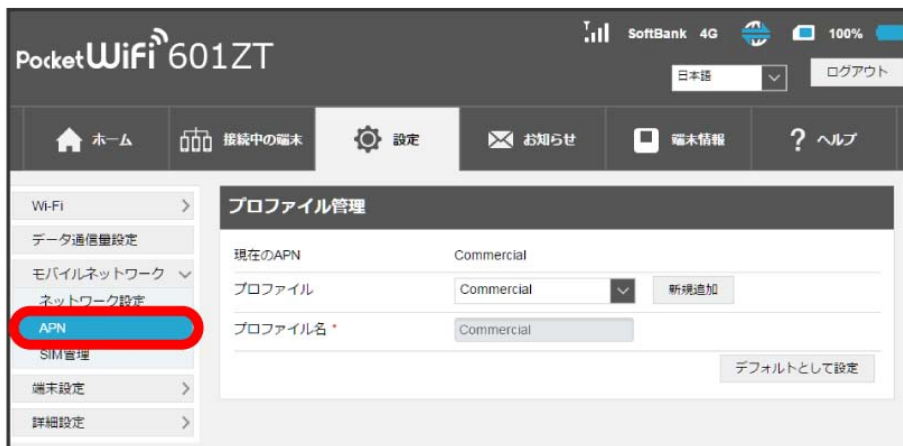 Pocket WiFi 601ZT
SoftBank 4G 100%
日本語 ログアウト
ホーム 接続中の端末 設定 お知らせ 端末情報 ヘルプ
Wi-Fi
データ通信量設定
モバイルネットワーク
ネットワーク設定
APN
SIM管理
端末設定
詳細設定
プロファイル管理
現在のAPN Commercial
プロファイル Commercial 新規追加
プロファイル名 * Commercial
デフォルトとして設定